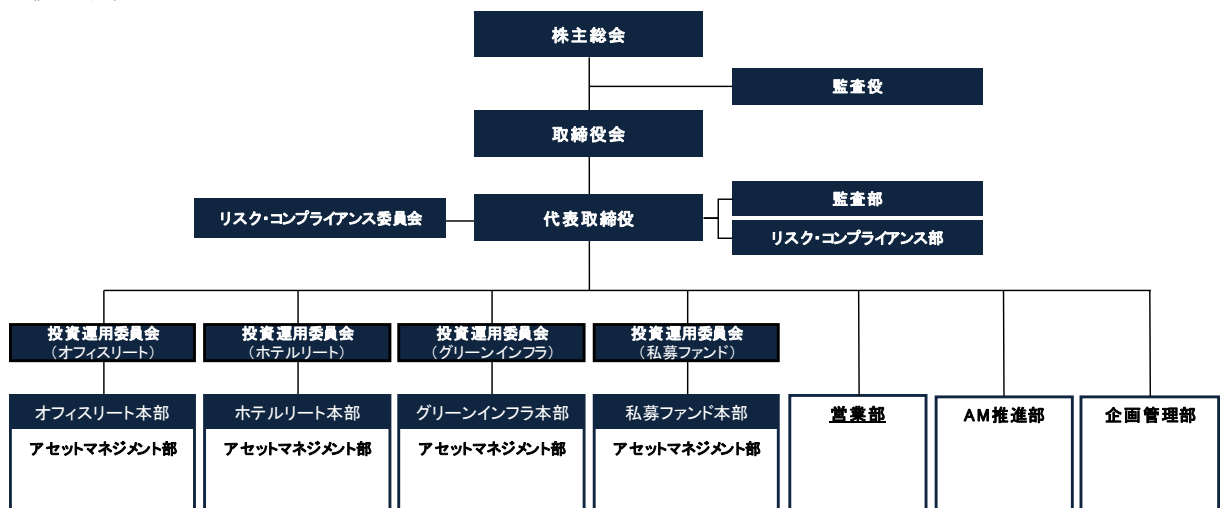 株主総会
監査役
取締役会
監査部
リスク・コンプライアンス委員会
代表取締役
リスク・コンプライアンス部
投資運用委員会
（オフィスリート）
投資運用委員会
（ホテルリート）
投資運用委員会
（グリーンインフラ）
投資運用委員会
（私募ファンド）
オフィスリート本部
アセットマネジメント部
ホテルリート本部
アセットマネジメント部
グリーンインフラ本部
アセットマネジメント部
私募ファンド本部
アセットマネジメント部
営業部
AM推進部
企画管理部